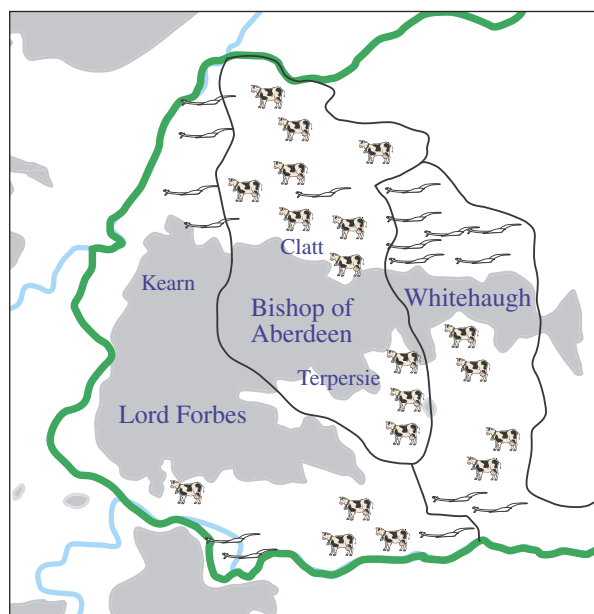 Clatt
Kearn
Whitehaugh
Bishop of
Aberdeen
Terpersie
Lord Forbes